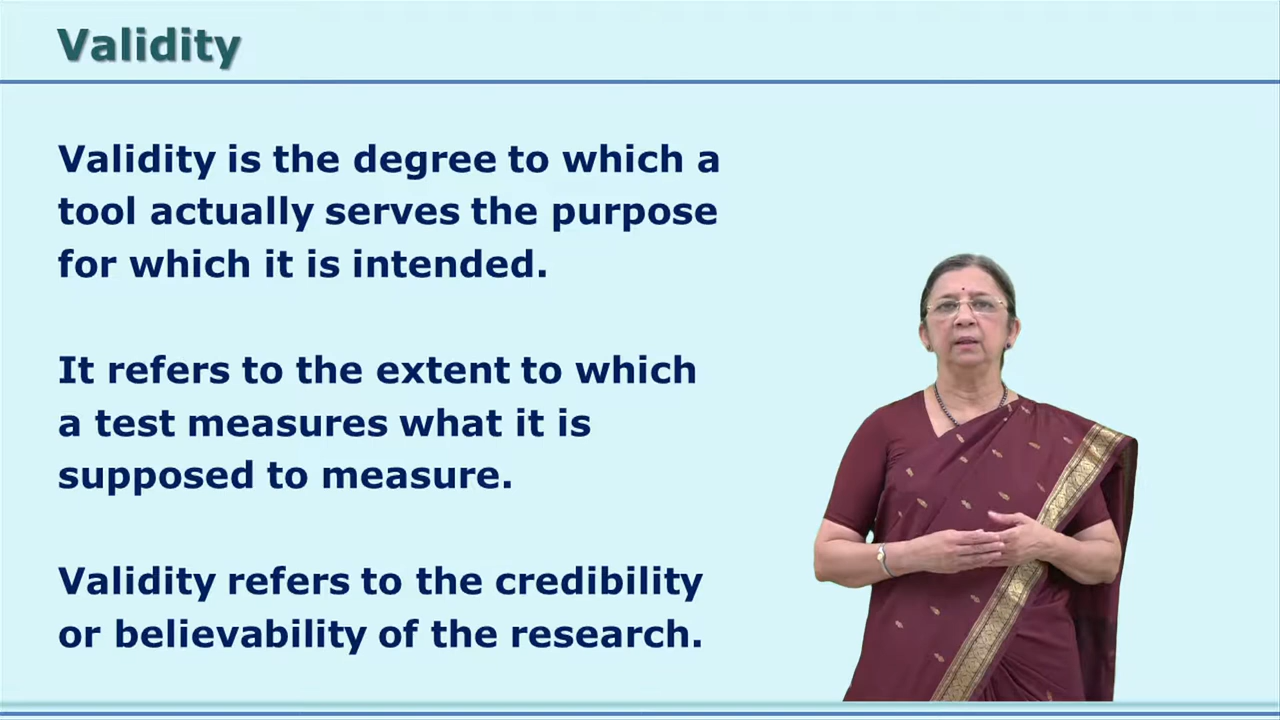 Validity
Validity is the degree to which a
tool actually serves the purpose
for which it is intended.
It refers to the extent to which
a test measures what it is
supposed to measure.
Validity refers to the credibility
or believability of the research.